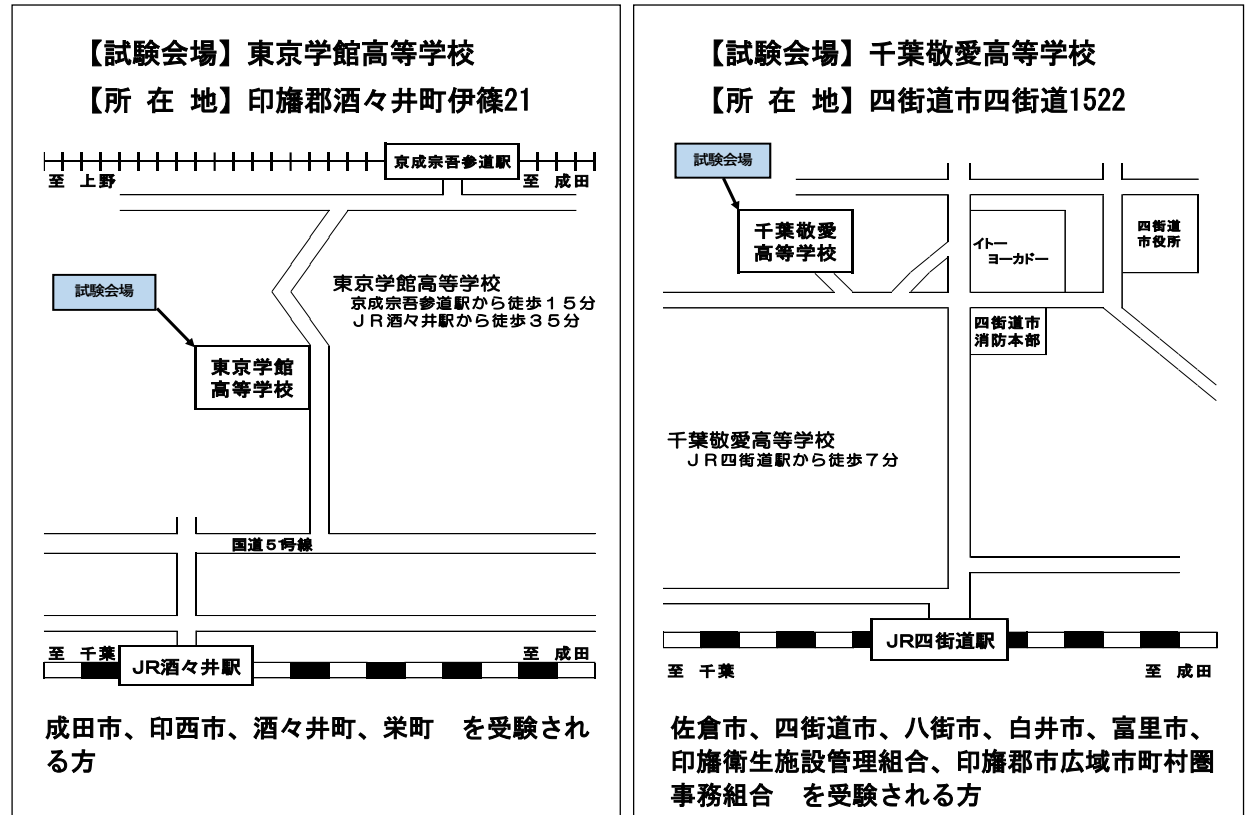 【試験会場】東京学館高等学校
【所 在 地】印旛郡酒々井町伊篠21
京成宗吾参道駅
至 上野
至 成田
試験会場
東京学館高等学校
京成宗吾参道駅から徒歩１５分
ＪＲ酒々井駅から徒歩３５分
東京学館
高等学校
国道５１号線
至 千葉
至 成田
JR酒々井駅
成田市、印西市、酒々井町、栄町　を受験され
る方
【試験会場】千葉敬愛高等学校
【所 在 地】四街道市四街道1522
試験会場
千葉敬愛
高等学校
イトー
ヨーカドー
四街道
市役所
四街道市
消防本部
千葉敬愛高等学校
ＪＲ四街道駅から徒歩７分
JR四街道駅
至 千葉
至 成田
佐倉市、四街道市、八街市、白井市、富里市、
印旛衛生施設管理組合、印旛郡市広域市町村圏
事務組合　を受験される方